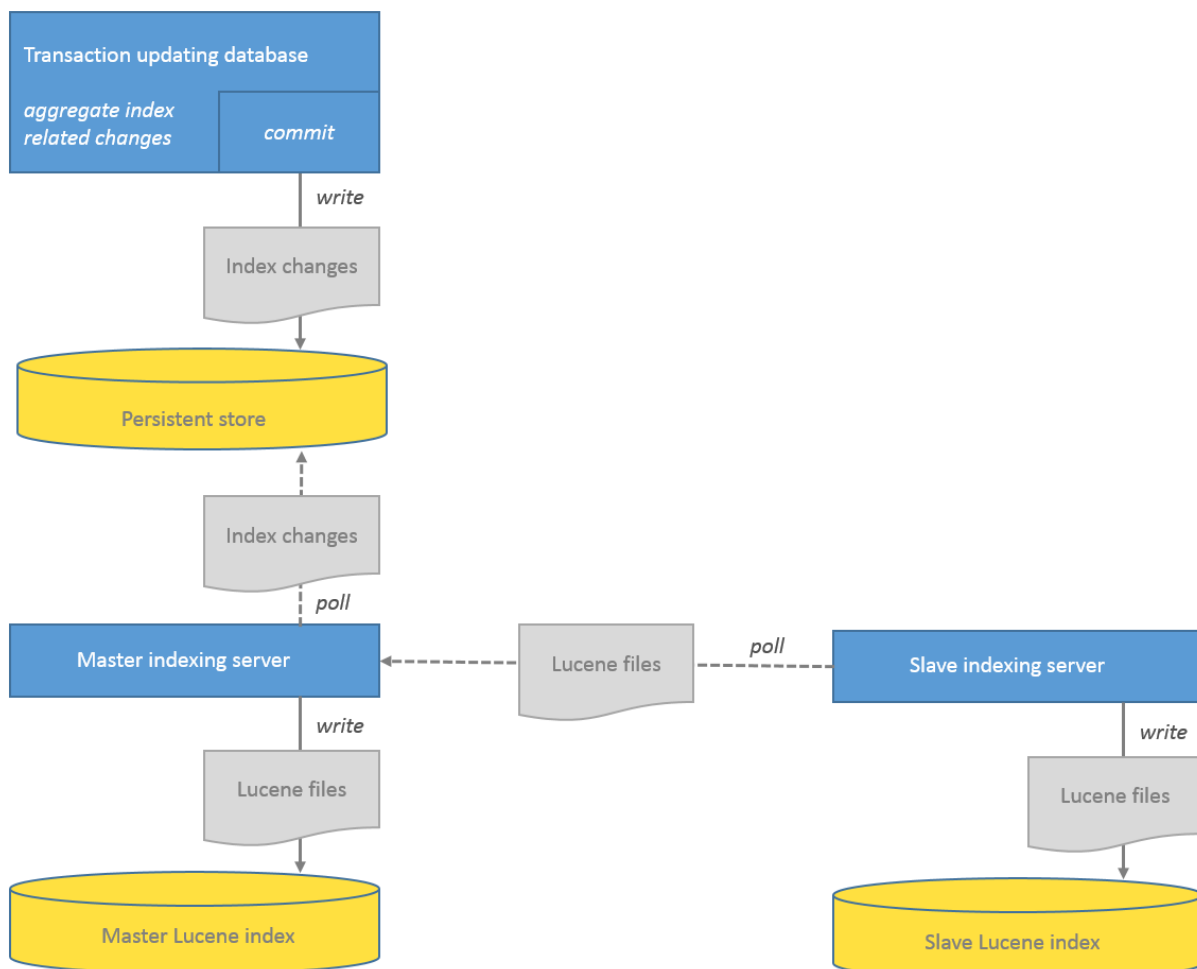 Transaction updating database
aggregate index
related changes
commit
write
Index changes
Persistent store
Index changes
poll
Master indexing server
Lucene files
poll
Slave indexing server
write
write
Lucene files
Lucene files
Master Lucene index
Slave Lucene index